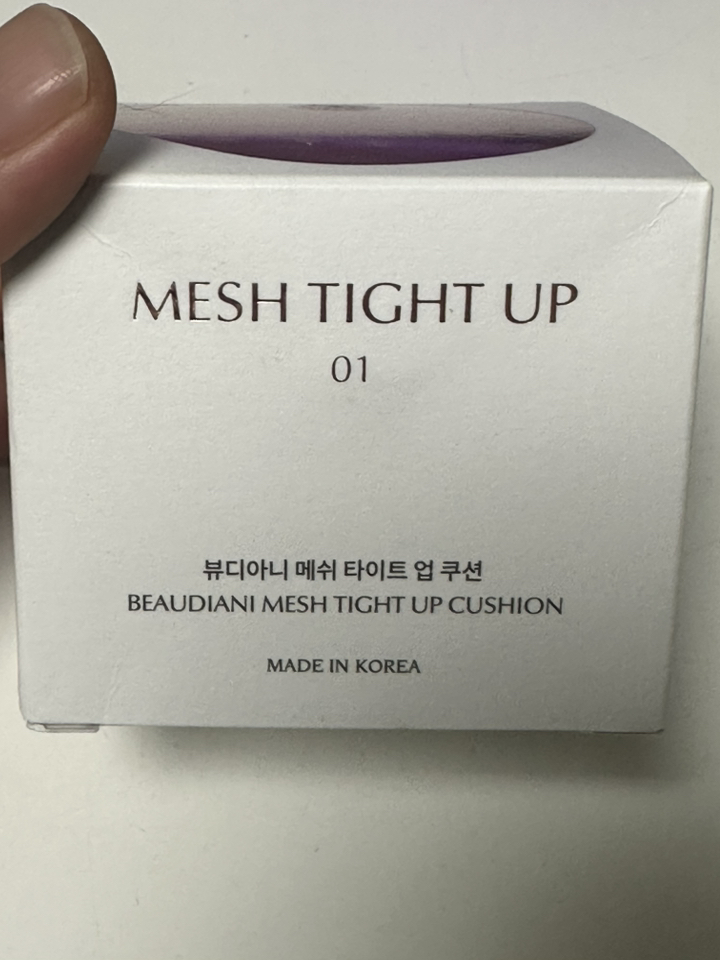 MESH TIGHT UP
01
뷰디아니 메쉬 타이트 업 쿠션
BEAUDIANI MESH TIGHT UP CUSHION
MADE IN KOREA